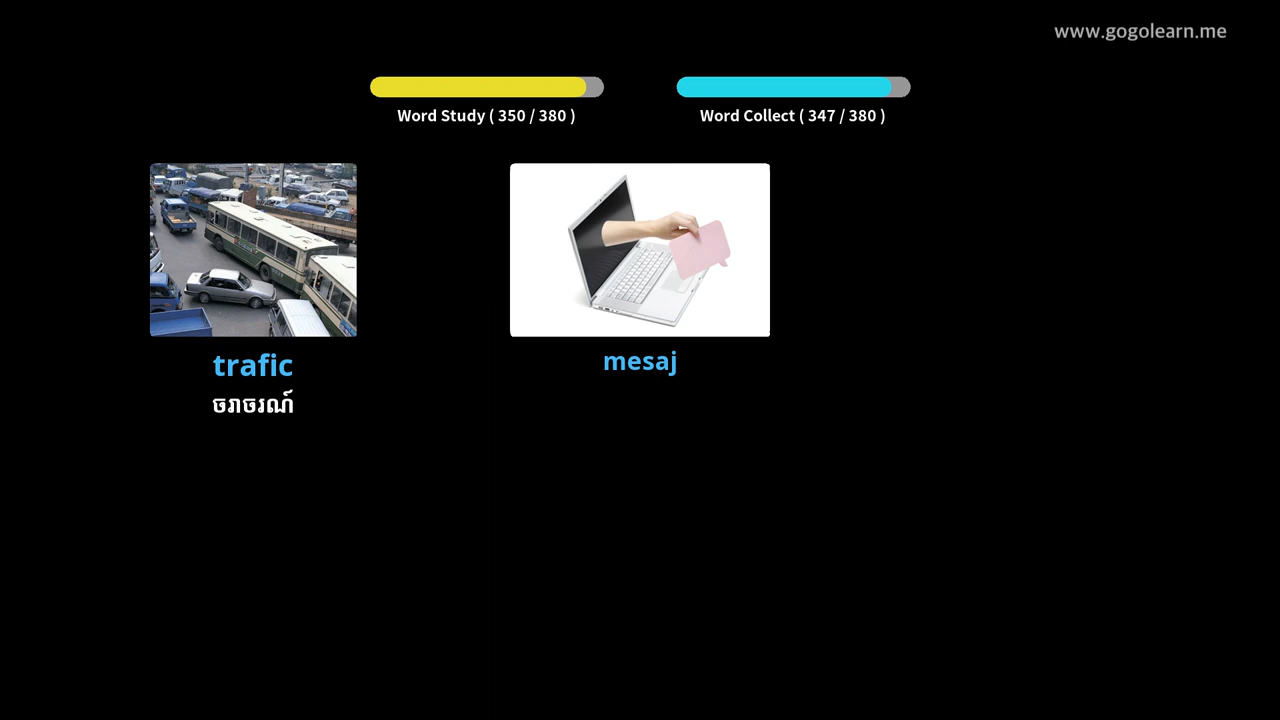 www.gogolearn.me
Word Study ( 350 / 380 )
Word Collect ( 347 / 380 )
trafic
ចរាចរណ៍
mesaj